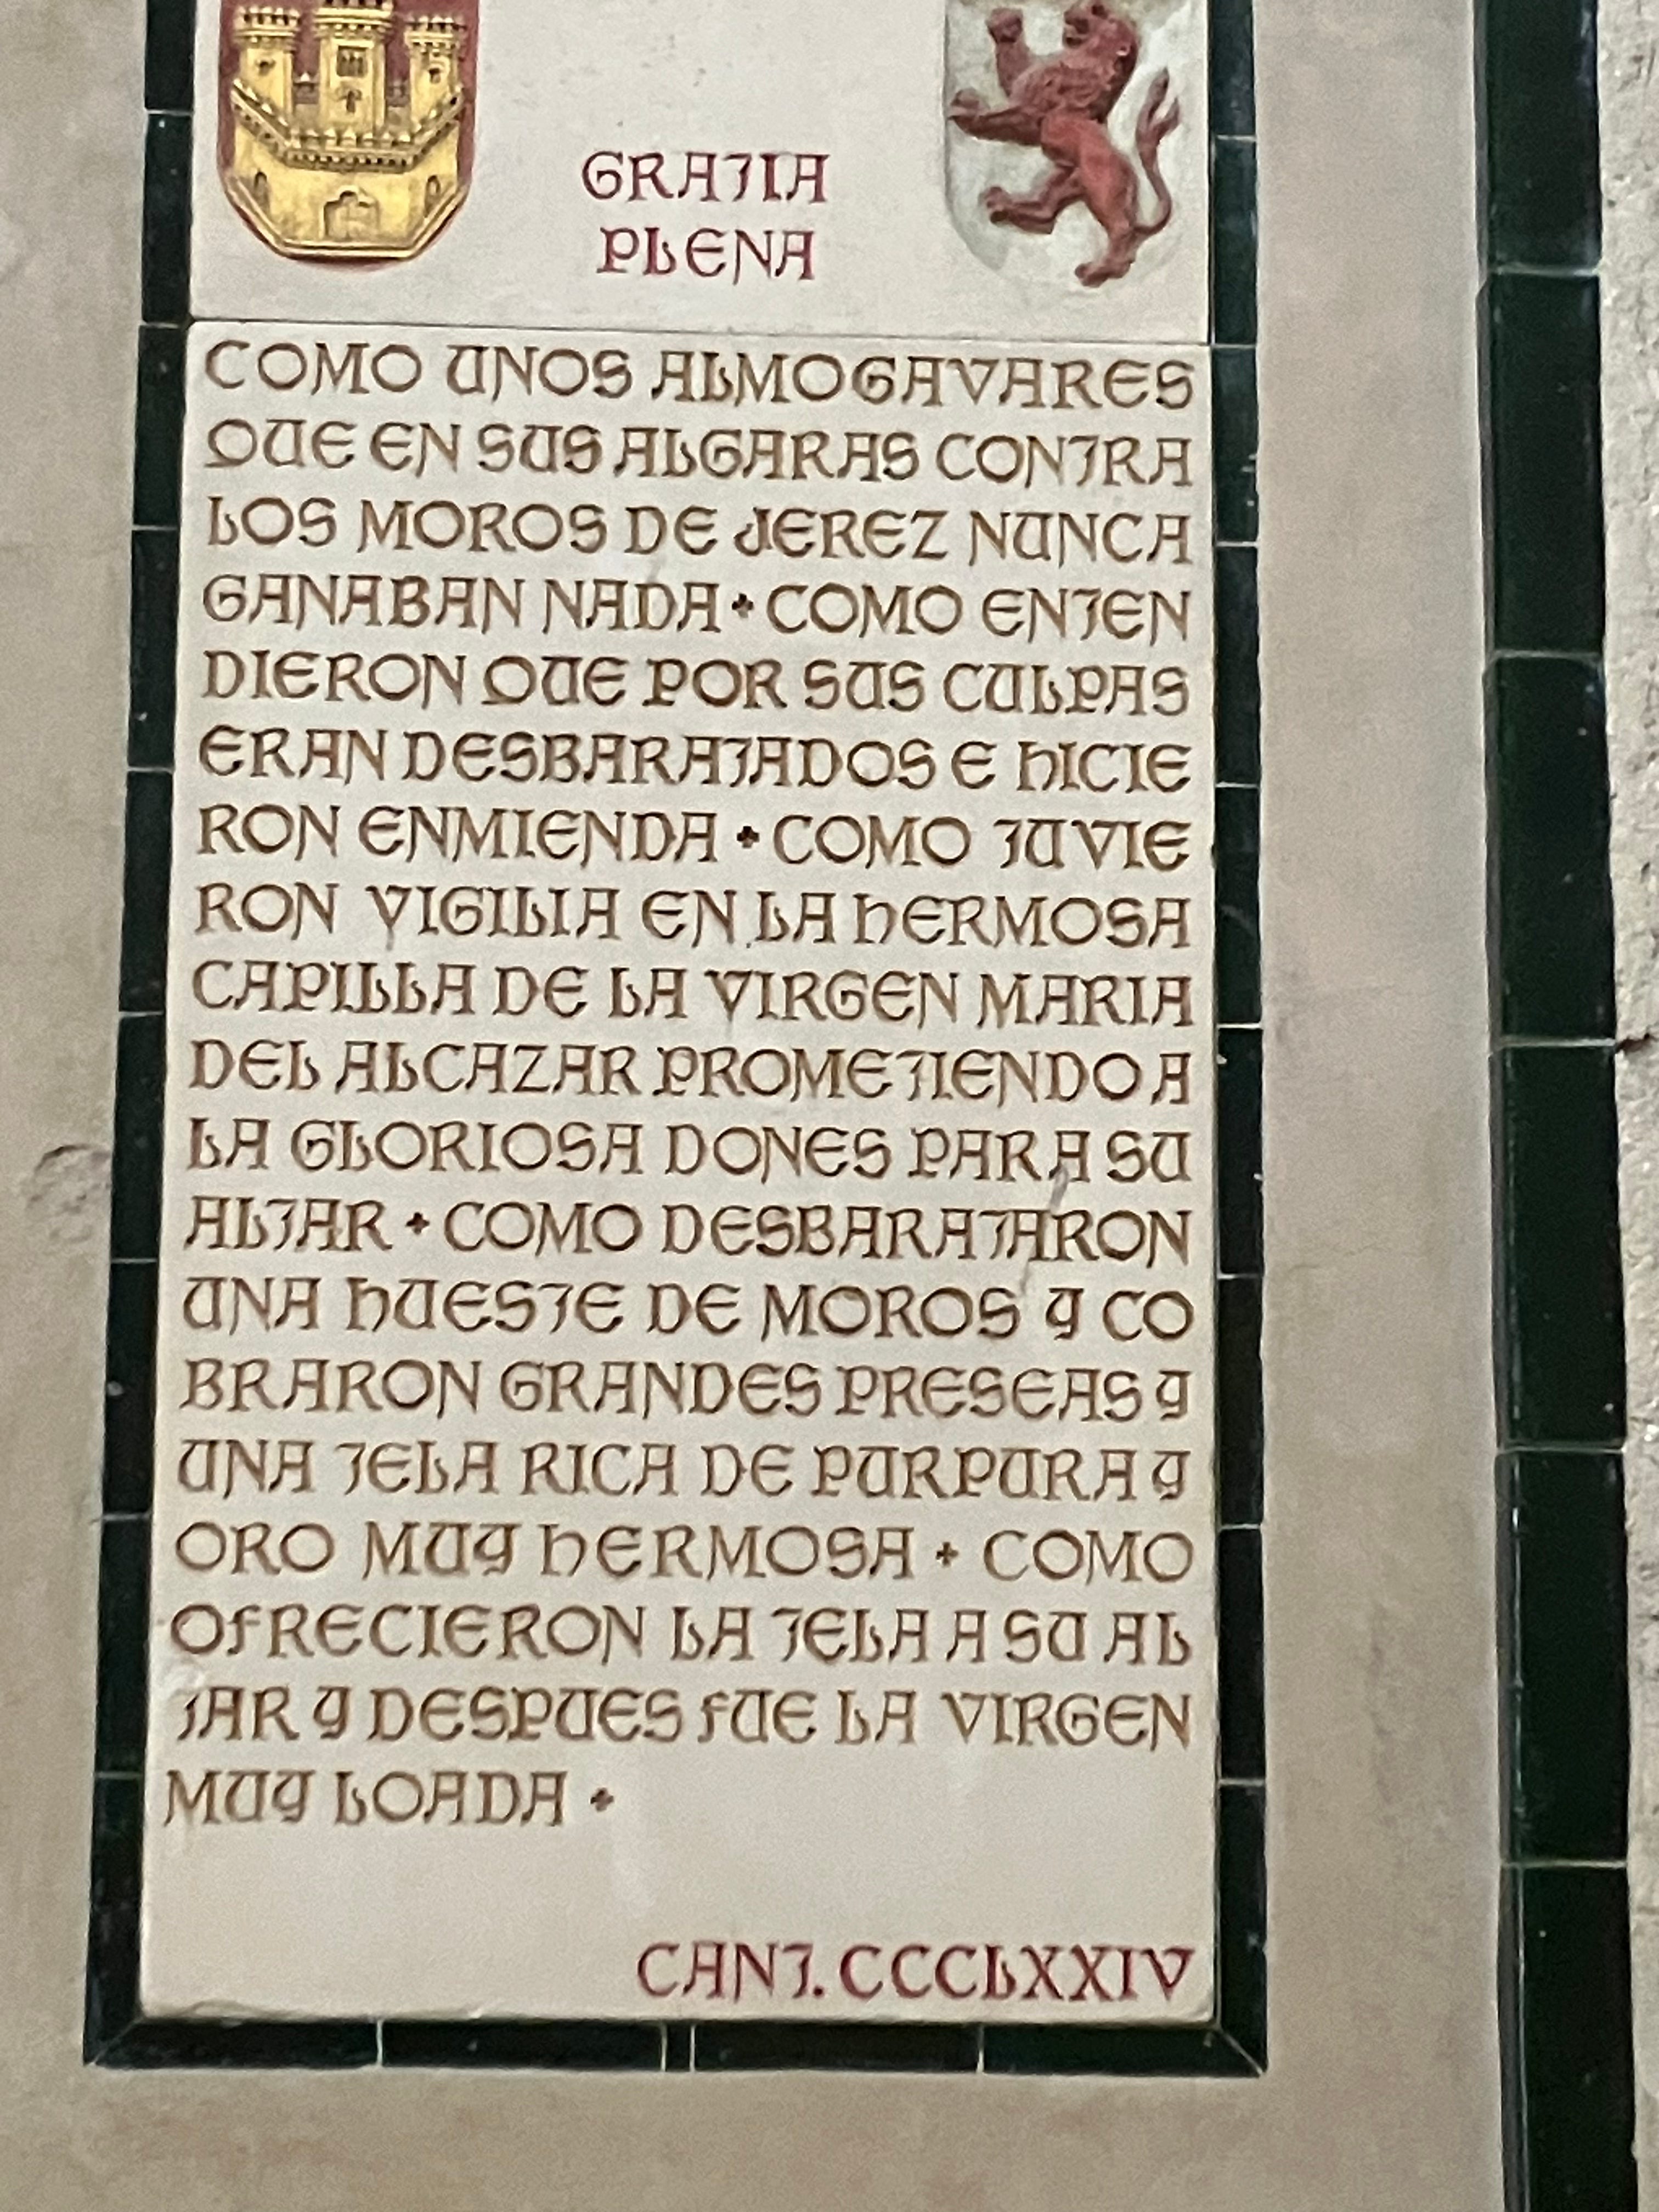 GRATIA
PLENA
COMO UNOS ALMOGAVARES
QUE EN SUS ALGARAS CONTRA
LOS MOROS DE JEREZ NUNCA
GANABAN NADA • COMO ENTEN
DIERON QUE POR SUS CULPAS
ERAN DESBARATADOS E HICIE
RON ENMIENDA • COMO TUVIE
RON VIGILIA EN LA HERMOSA
CAPILLA DE LA VIRGEN MARIA
DEL ALCAZAR PROMETIENDO A
LA GLORIOSA DONES PARA SU
ALTAR • COMO DESBARATARON
UNA HUESTE DE MOROS Y CO
BRARON GRANDES PRESEAS Y
UNA TELA RICA DE PURPURA Y
ORO MUY HERMOSA • COMO
OFRECIERON LA TELA A SU AL
TAR Y DESPUES FUE LA VIRGEN
MUY LOADA •
CANT. CCCLXXIV